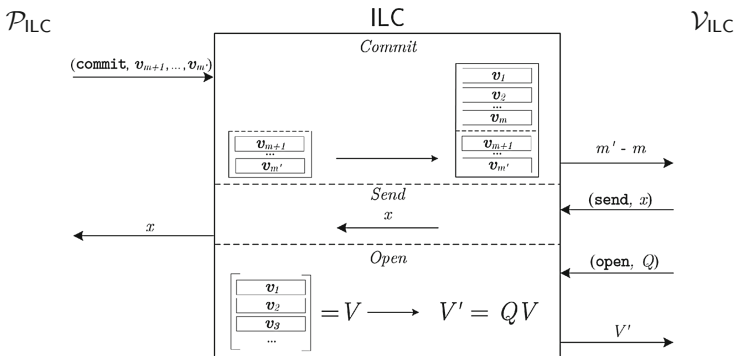 𝒫_ILC ILC 𝒱_ILC
Commit
(commit, v_{m+1}, ..., v_{m'})
v_1
v_2
...
v_m
v_{m+1}
...
v_{m'}
v_{m+1}
...
v_{m'}
m' - m
Send
(send, x)
x
x
Open
(open, Q)
v_1
v_2
v_3
...
= V
V' = QV
V'